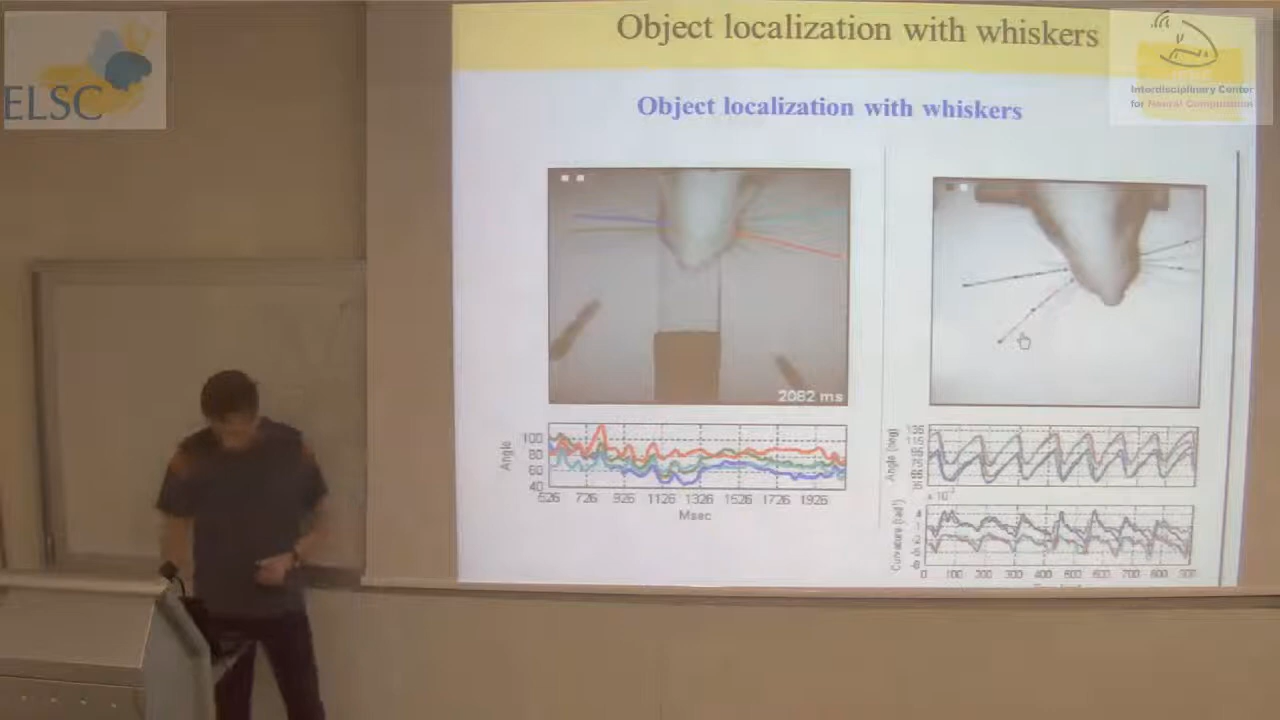 Object localization with whiskers
ELSC
Interdisciplinary Center
for Neural Computation
Object localization with whiskers
2082 ms
Angle
100
80
60
40
526 726 926 1126 1326 1526 1726 1926
Msec
Angle (deg)
Curvature (rad)
0 100 200 300 400 500 600 700 800 900